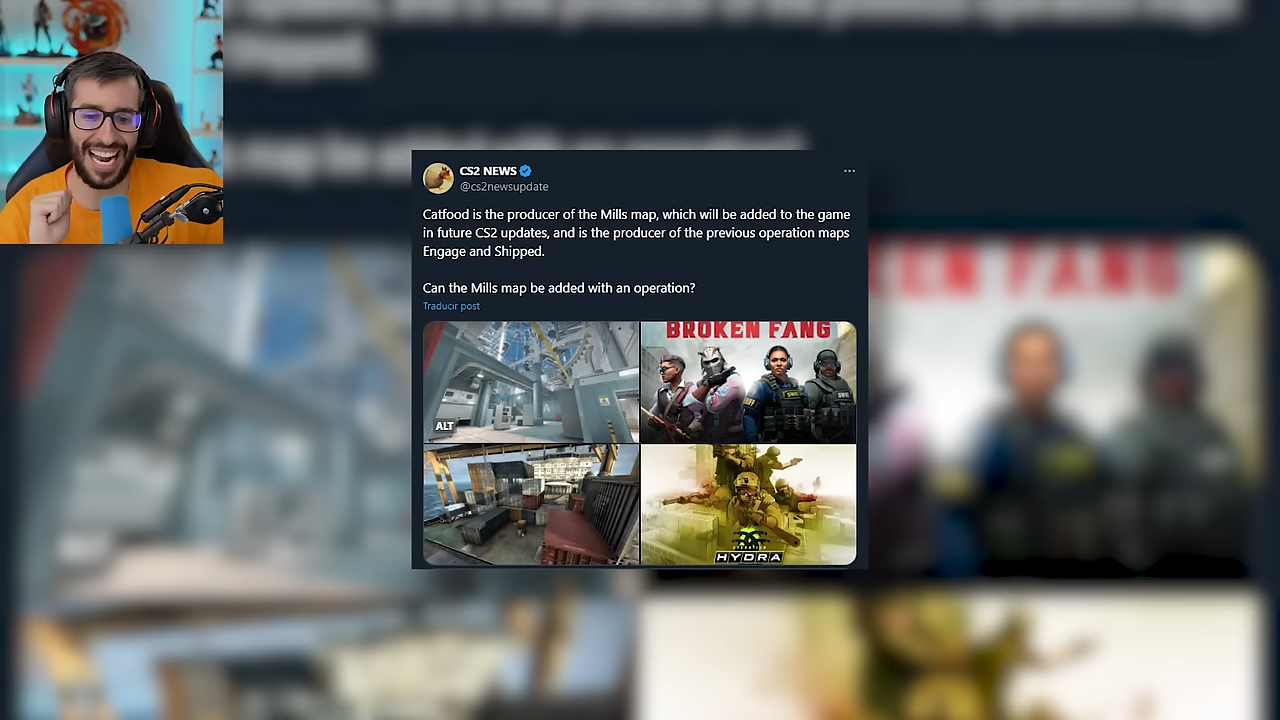 CS2 NEWS
@cs2newsupdate
Catfood is the producer of the Mills map, which will be added to the game
in future CS2 updates, and is the producer of the previous operation maps
Engage and Shipped.
Can the Mills map be added with an operation?
Traducir post
ALT
BROKEN FANG
OPERATION
HYDRA